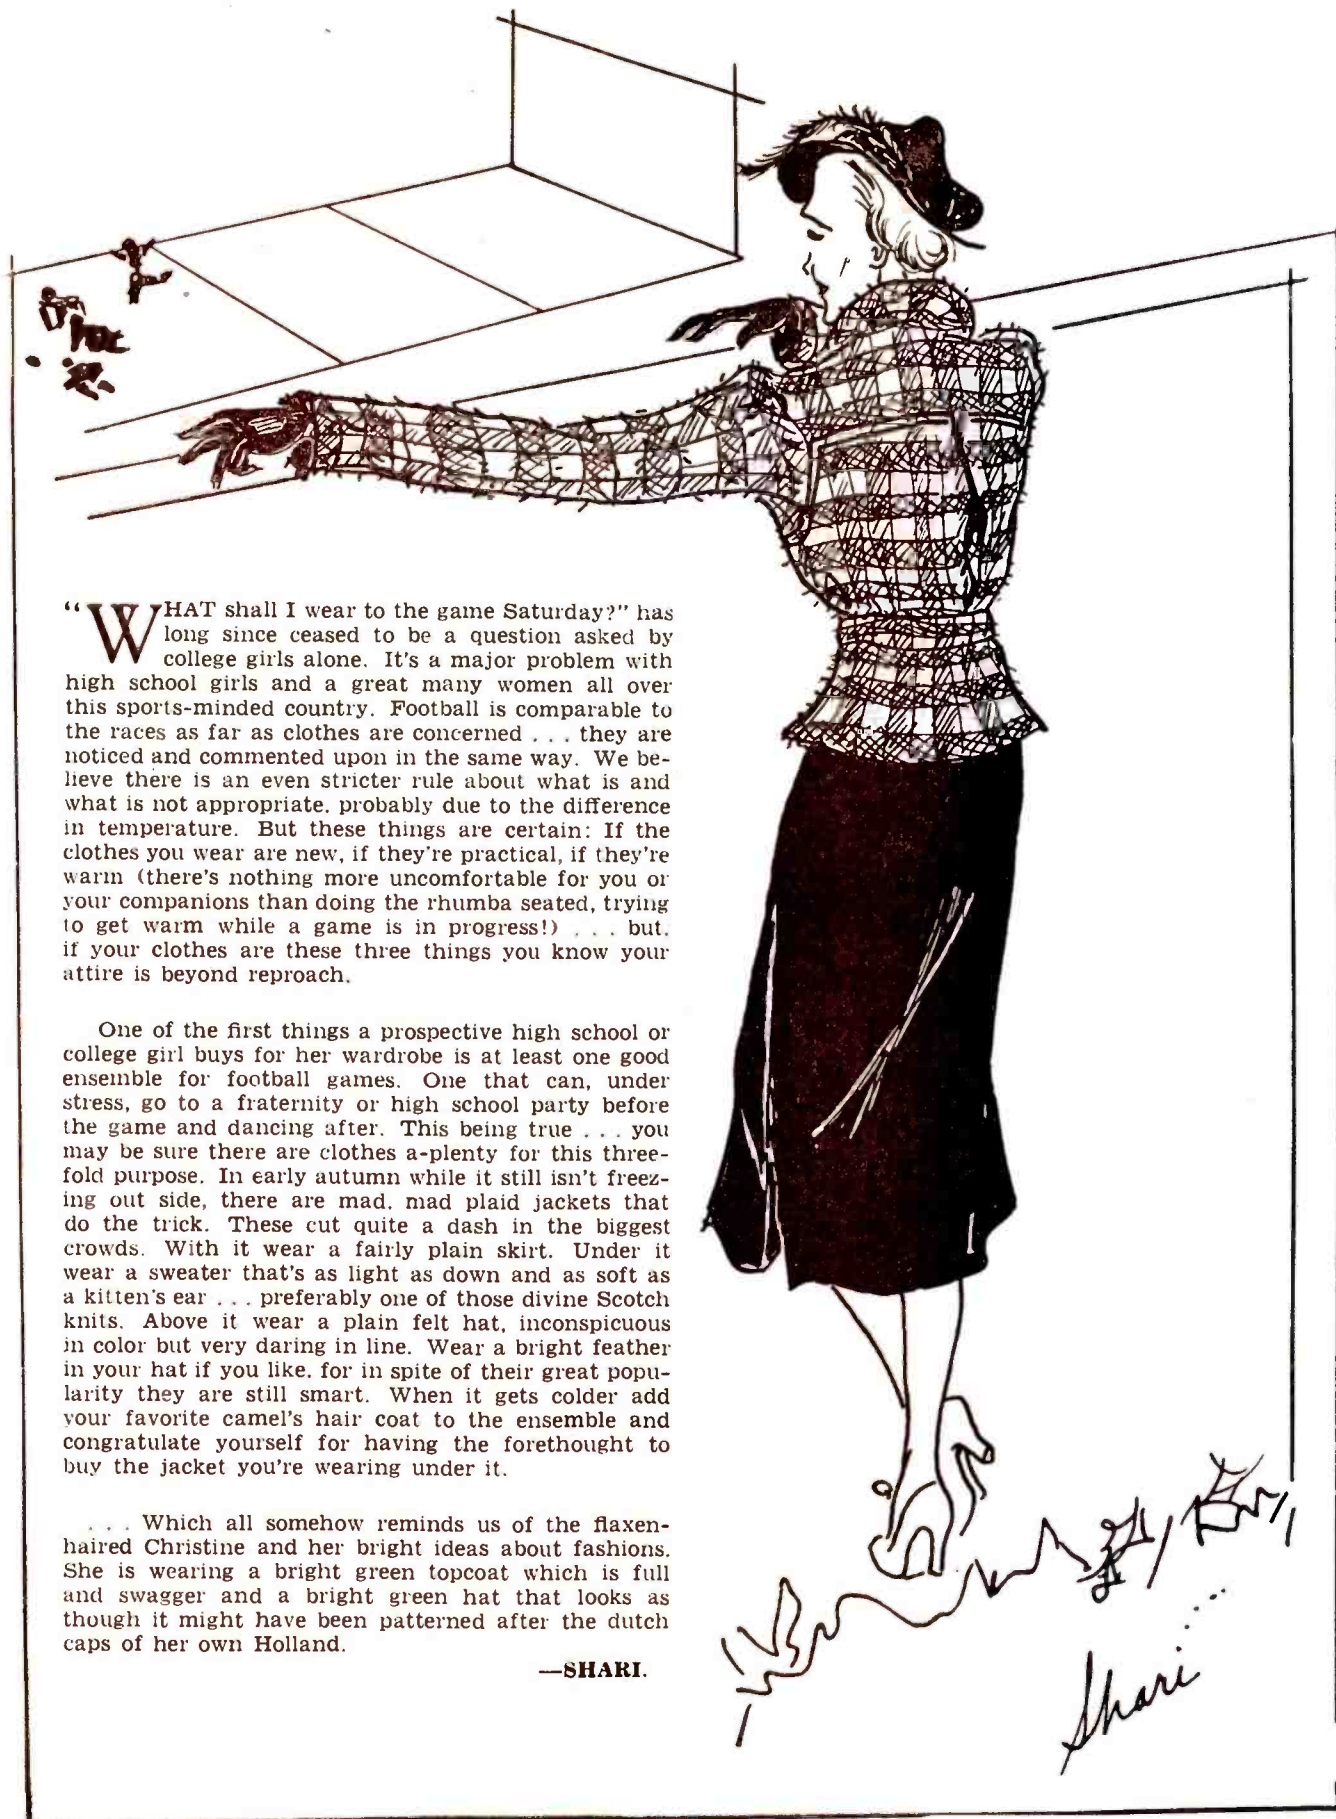 "WHAT shall I wear to the game Saturday?" has
long since ceased to be a question asked by
college girls alone. It's a major problem with
high school girls and a great many women all over
this sports-minded country. Football is comparable to
the races as far as clothes are concerned . . . they are
noticed and commented upon in the same way. We be-
lieve there is an even stricter rule about what is and
what is not appropriate. probably due to the difference
in temperature. But these things are certain: If the
clothes you wear are new, if they're practical, if they're
warm (there's nothing more uncomfortable for you or
your companions than doing the rhumba seated, trying
to get warm while a game is in progress!) . . . but.
if your clothes are these three things you know your
attire is beyond reproach.
One of the first things a prospective high school or
college girl buys for her wardrobe is at least one good
ensemble for football games. One that can, under
stress, go to a fraternity or high school party before
the game and dancing after. This being true . . . you
may be sure there are clothes a-plenty for this three-
fold purpose. In early autumn while it still isn't freez-
ing out side, there are mad, mad plaid jackets that
do the trick. These cut quite a dash in the biggest
crowds. With it wear a fairly plain skirt. Under it
wear a sweater that's as light as down and as soft as
a kitten's ear . . . preferably one of those divine Scotch
knits. Above it wear a plain felt hat, inconspicuous
in color but very daring in line. Wear a bright feather
in your hat if you like. for in spite of their great popu-
larity they are still smart. When it gets colder add
your favorite camel's hair coat to the ensemble and
congratulate yourself for having the forethought to
buy the jacket you're wearing under it.
. . . Which all somehow reminds us of the flaxen-
haired Christine and her bright ideas about fashions.
She is wearing a bright green topcoat which is full
and swagger and a bright green hat that looks as
though it might have been patterned after the dutch
caps of her own Holland.
—SHARI.
Shari.....